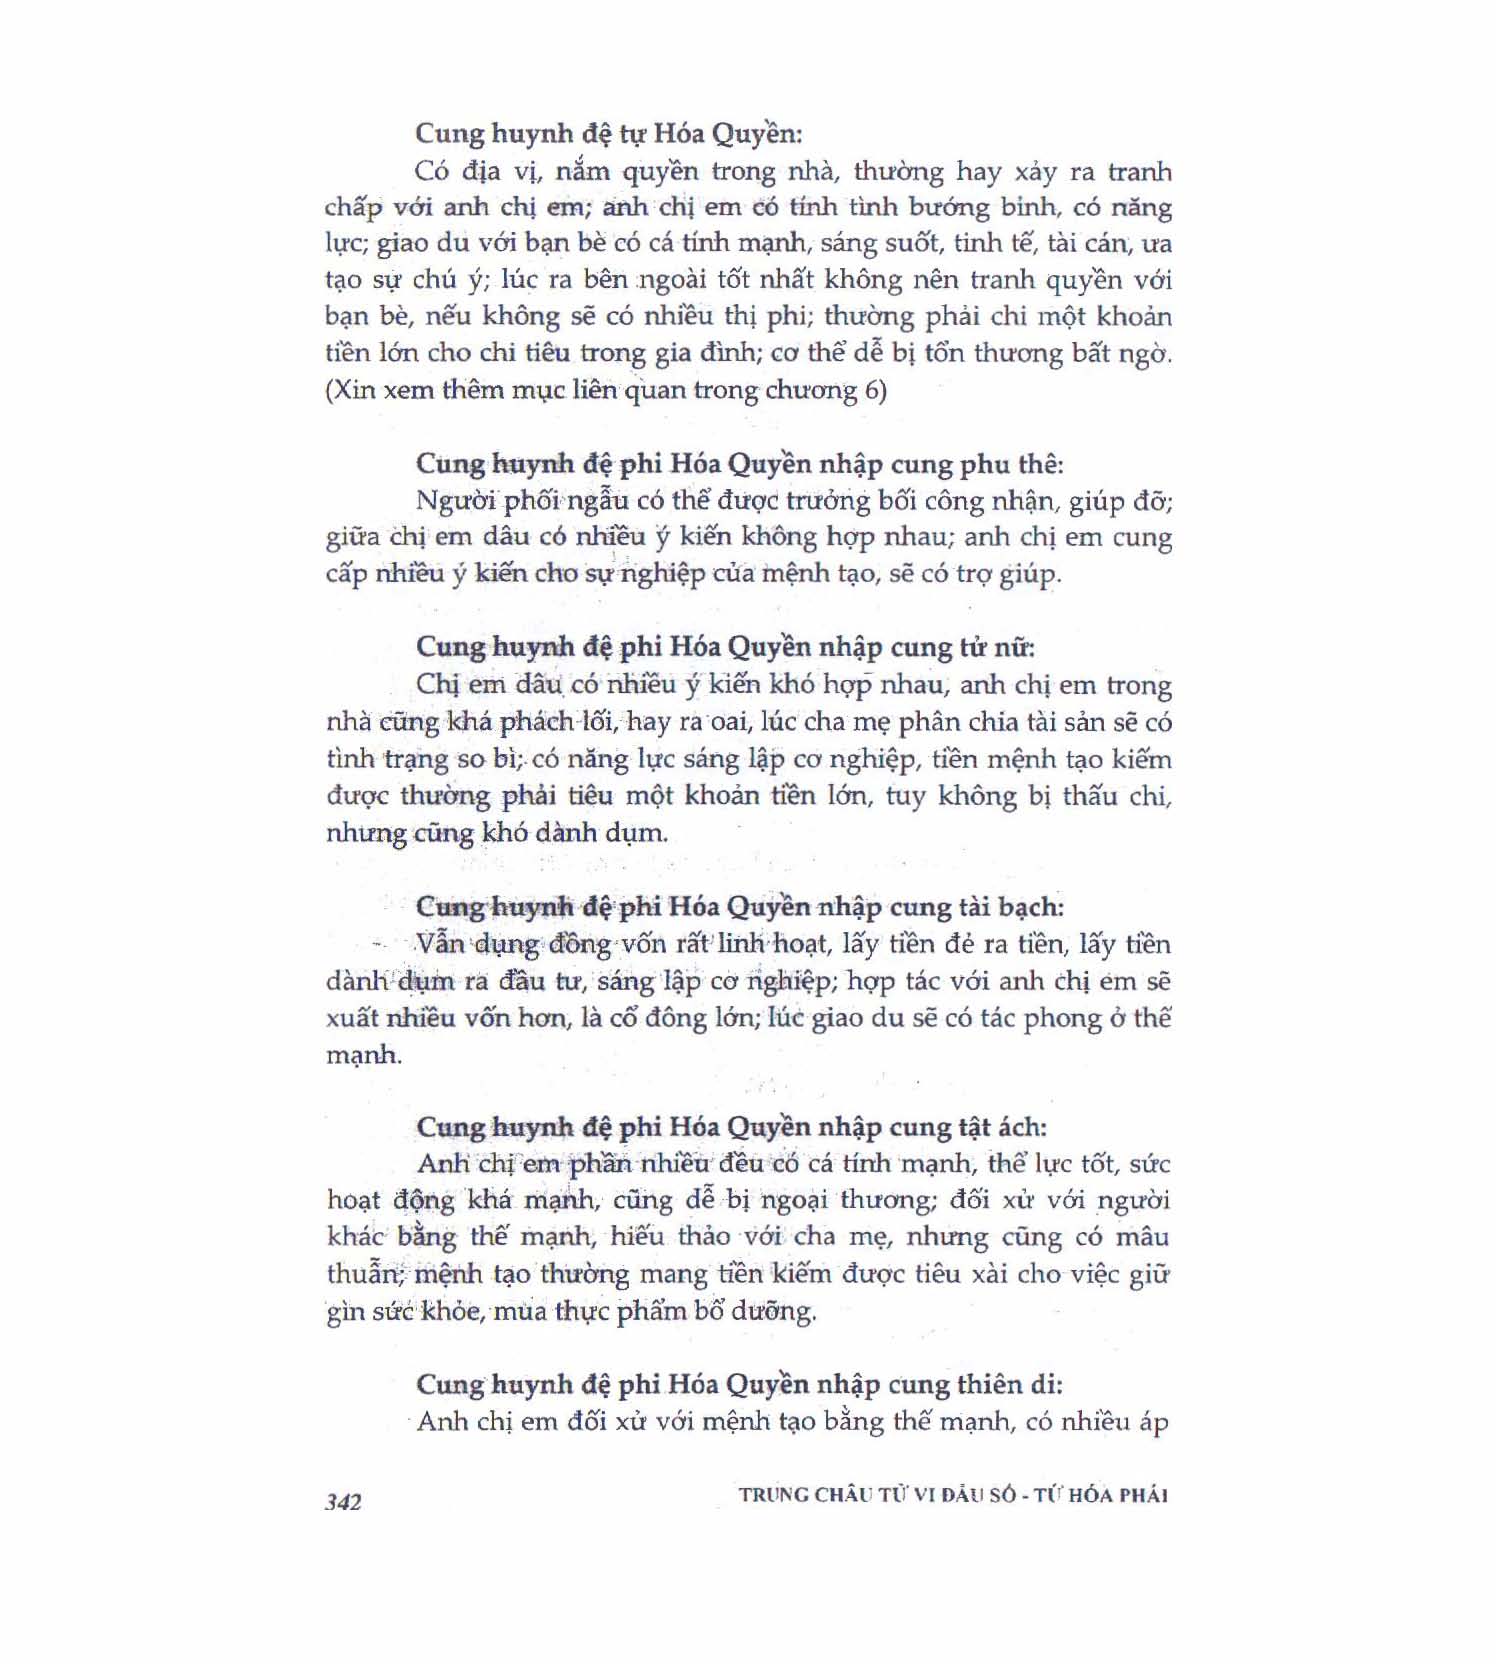 Cung huynh đệ tự Hóa Quyền:
Có địa vị, nắm quyền trong nhà, thường hay xảy ra tranh
chấp với anh chị em; anh chị em có tính tình bướng bỉnh, có năng
lực; giao du với bạn bè có cá tính mạnh, sáng suốt, tinh tế, tài cán, ưa
tạo sự chú ý; lúc ra bên ngoài tốt nhất không nên tranh quyền với
bạn bè, nếu không sẽ có nhiều thị phi; thường phải chi một khoản
tiền lớn cho chi tiêu trong gia đình; cơ thể dễ bị tổn thương bất ngờ.
(Xin xem thêm mục liên quan trong chương 6)
Cung huynh đệ phi Hóa Quyền nhập cung phu thê:
Người phối ngẫu có thể được trưởng bối công nhận, giúp đỡ;
giữa chị em dâu có nhiều ý kiến không hợp nhau; anh chị em cung
cấp nhiều ý kiến cho sự nghiệp của mệnh tạo, sẽ có trợ giúp.
Cung huynh đệ phi Hóa Quyền nhập cung tử nữ:
Chị em dâu có nhiều ý kiến khó hợp nhau, anh chị em trong
nhà cũng khá phách lối, hay ra oai, lúc cha mẹ phân chia tài sản sẽ có
tình trạng so bì; có năng lực sáng lập cơ nghiệp, tiền mệnh tạo kiếm
được thường phải tiêu một khoản tiền lớn, tuy không bị thấu chi,
nhưng cũng khó dành dụm.
Cung huynh đệ phi Hóa Quyền nhập cung tài bạch:
Vẫn dụng đồng vốn rất linh hoạt, lấy tiền đẻ ra tiền, lấy tiền
dành dụm ra đầu tư, sáng lập cơ nghiệp; hợp tác với anh chị em sẽ
xuất nhiều vốn hơn, là cổ đông lớn; lúc giao du sẽ có tác phong ở thế
mạnh.
Cung huynh đệ phi Hóa Quyền nhập cung tật ách:
Anh chị em phần nhiều đều có cá tính mạnh, thể lực tốt, sức
hoạt động khá mạnh, cũng dễ bị ngoại thương; đối xử với người
khác bằng thế mạnh, hiếu thảo với cha mẹ, nhưng cũng có mâu
thuẫn; mệnh tạo thường mang tiền kiếm được tiêu xài cho việc giữ
gìn sức khỏe, mua thực phẩm bổ dưỡng.
Cung huynh đệ phi Hóa Quyền nhập cung thiên di:
Anh chị em đối xử với mệnh tạo bằng thế mạnh, có nhiều áp
342
TRUNG CHÂU TỬ VI ĐẨU SỐ - TỨ HÓA PHÁI